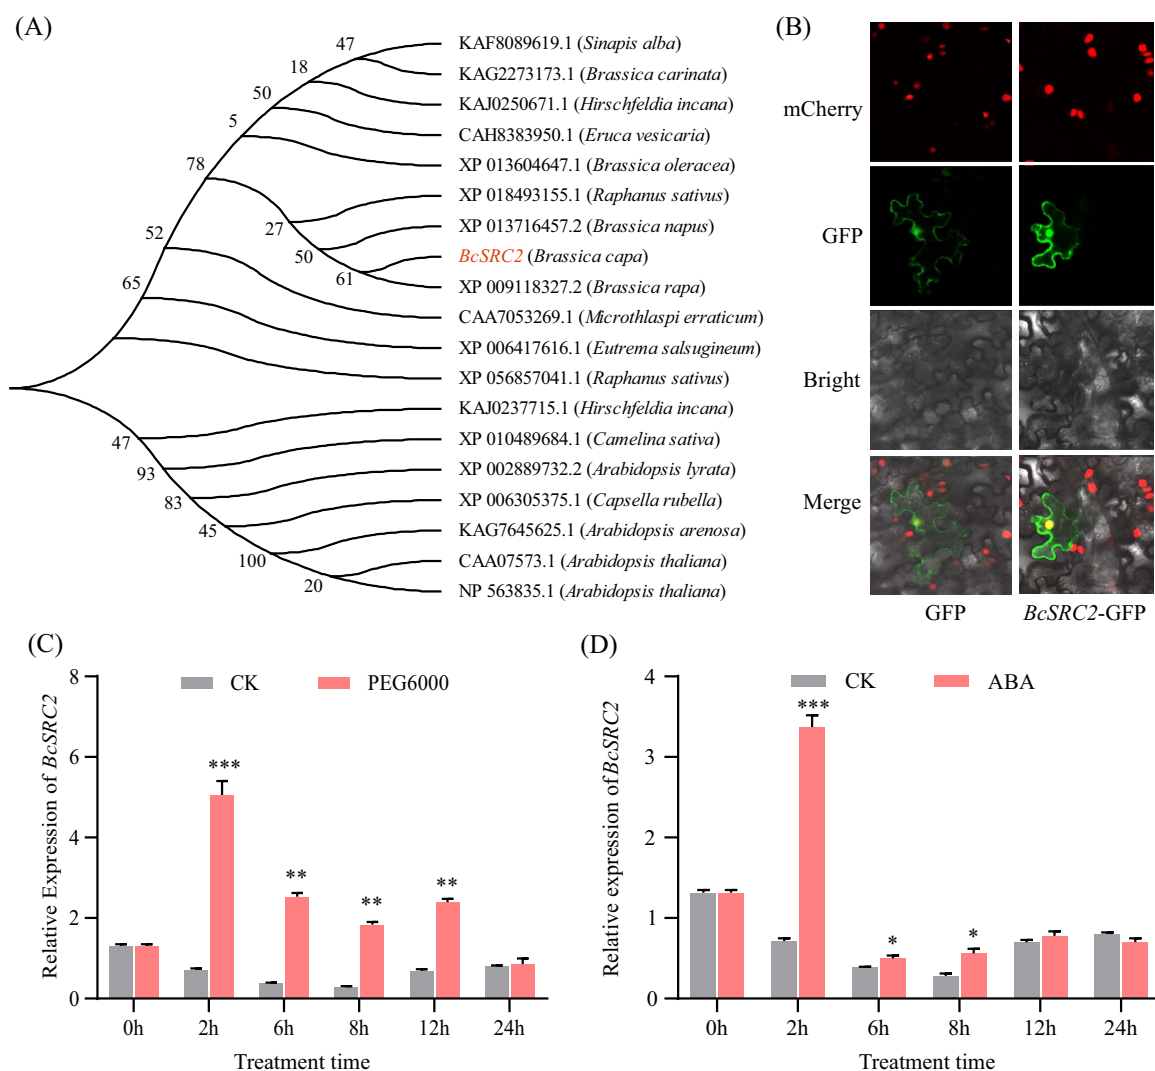 (A)
47
KAF8089619.1 (Sinapis alba)
18
KAG2273173.1 (Brassica carinata)
50
KAJ0250671.1 (Hirschfeldia incana)
5
CAH8383950.1 (Eruca vesicaria)
78
XP 013604647.1 (Brassica oleracea)
XP 018493155.1 (Raphanus sativus)
27
XP 013716457.2 (Brassica napus)
52
50
BcSRC2 (Brassica capa)
61
XP 009118327.2 (Brassica rapa)
65
CAA7053269.1 (Microthlaspi erraticum)
XP 006417616.1 (Eutrema salsugineum)
XP 056857041.1 (Raphanus sativus)
KAJ0237715.1 (Hirschfeldia incana)
47
XP 010489684.1 (Camelina sativa)
93
XP 002889732.2 (Arabidopsis lyrata)
83
XP 006305375.1 (Capsella rubella)
45
KAG7645625.1 (Arabidopsis arenosa)
100
CAA07573.1 (Arabidopsis thaliana)
20
NP 563835.1 (Arabidopsis thaliana)
(B)
mCherry
GFP
Bright
Merge
GFP
BcSRC2-GFP
(C)
CK
PEG6000
Relative Expression of BcSRC2
8
6
4
2
0
***
**
**
**
0h
2h
6h
8h
12h
24h
Treatment time
(D)
CK
ABA
Relative expression of BcSRC2
4
3
2
1
0
***
*
*
0h
2h
6h
8h
12h
24h
Treatment time